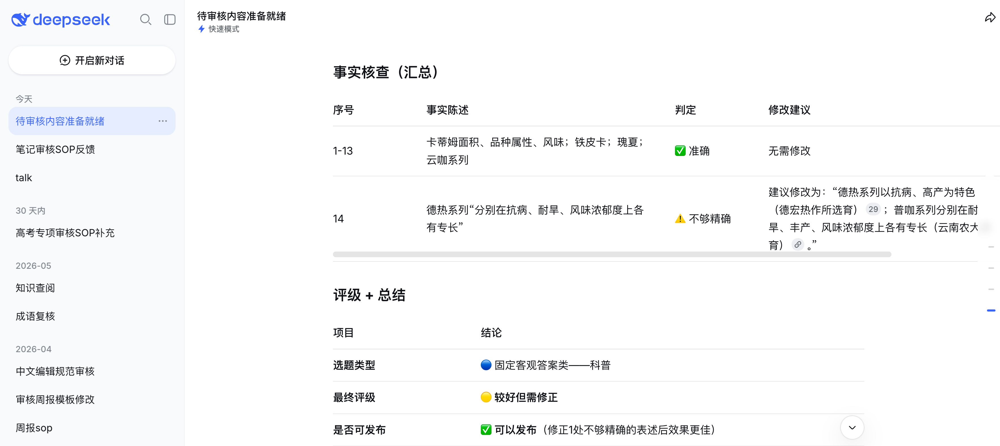 deepseek
开启新对话
今天
待审核内容准备就绪
笔记审核SOP反馈
talk
30 天内
高考专项审核SOP补充
2026-05
知识查阅
成语复核
2026-04
中文编辑规范审核
审核周报模板修改
周报sop
待审核内容准备就绪
快速模式
事实核查（汇总）
序号 事实陈述 判定 修改建议
1-13 卡蒂姆面积、品种属性、风味；铁皮卡；瑰夏；
云咖系列 ✅ 准确 无需修改
14 德热系列“分别在抗病、耐旱、风味浓郁度上各
有专长” ⚠️ 不够精确 建议修改为：“德热系列以抗病、高产为特色
（德宏热作所选育） 29 ；普咖系列分别在耐
旱、丰产、风味浓郁度上各有专长（云南农大
育） 。”
评级 + 总结
项目 结论
选题类型 🔵 固定客观答案类——科普
最终评级 🟡 较好但需修正
是否可发布 ✅ 可以发布（修正1处不够精确的表述后效果更佳）